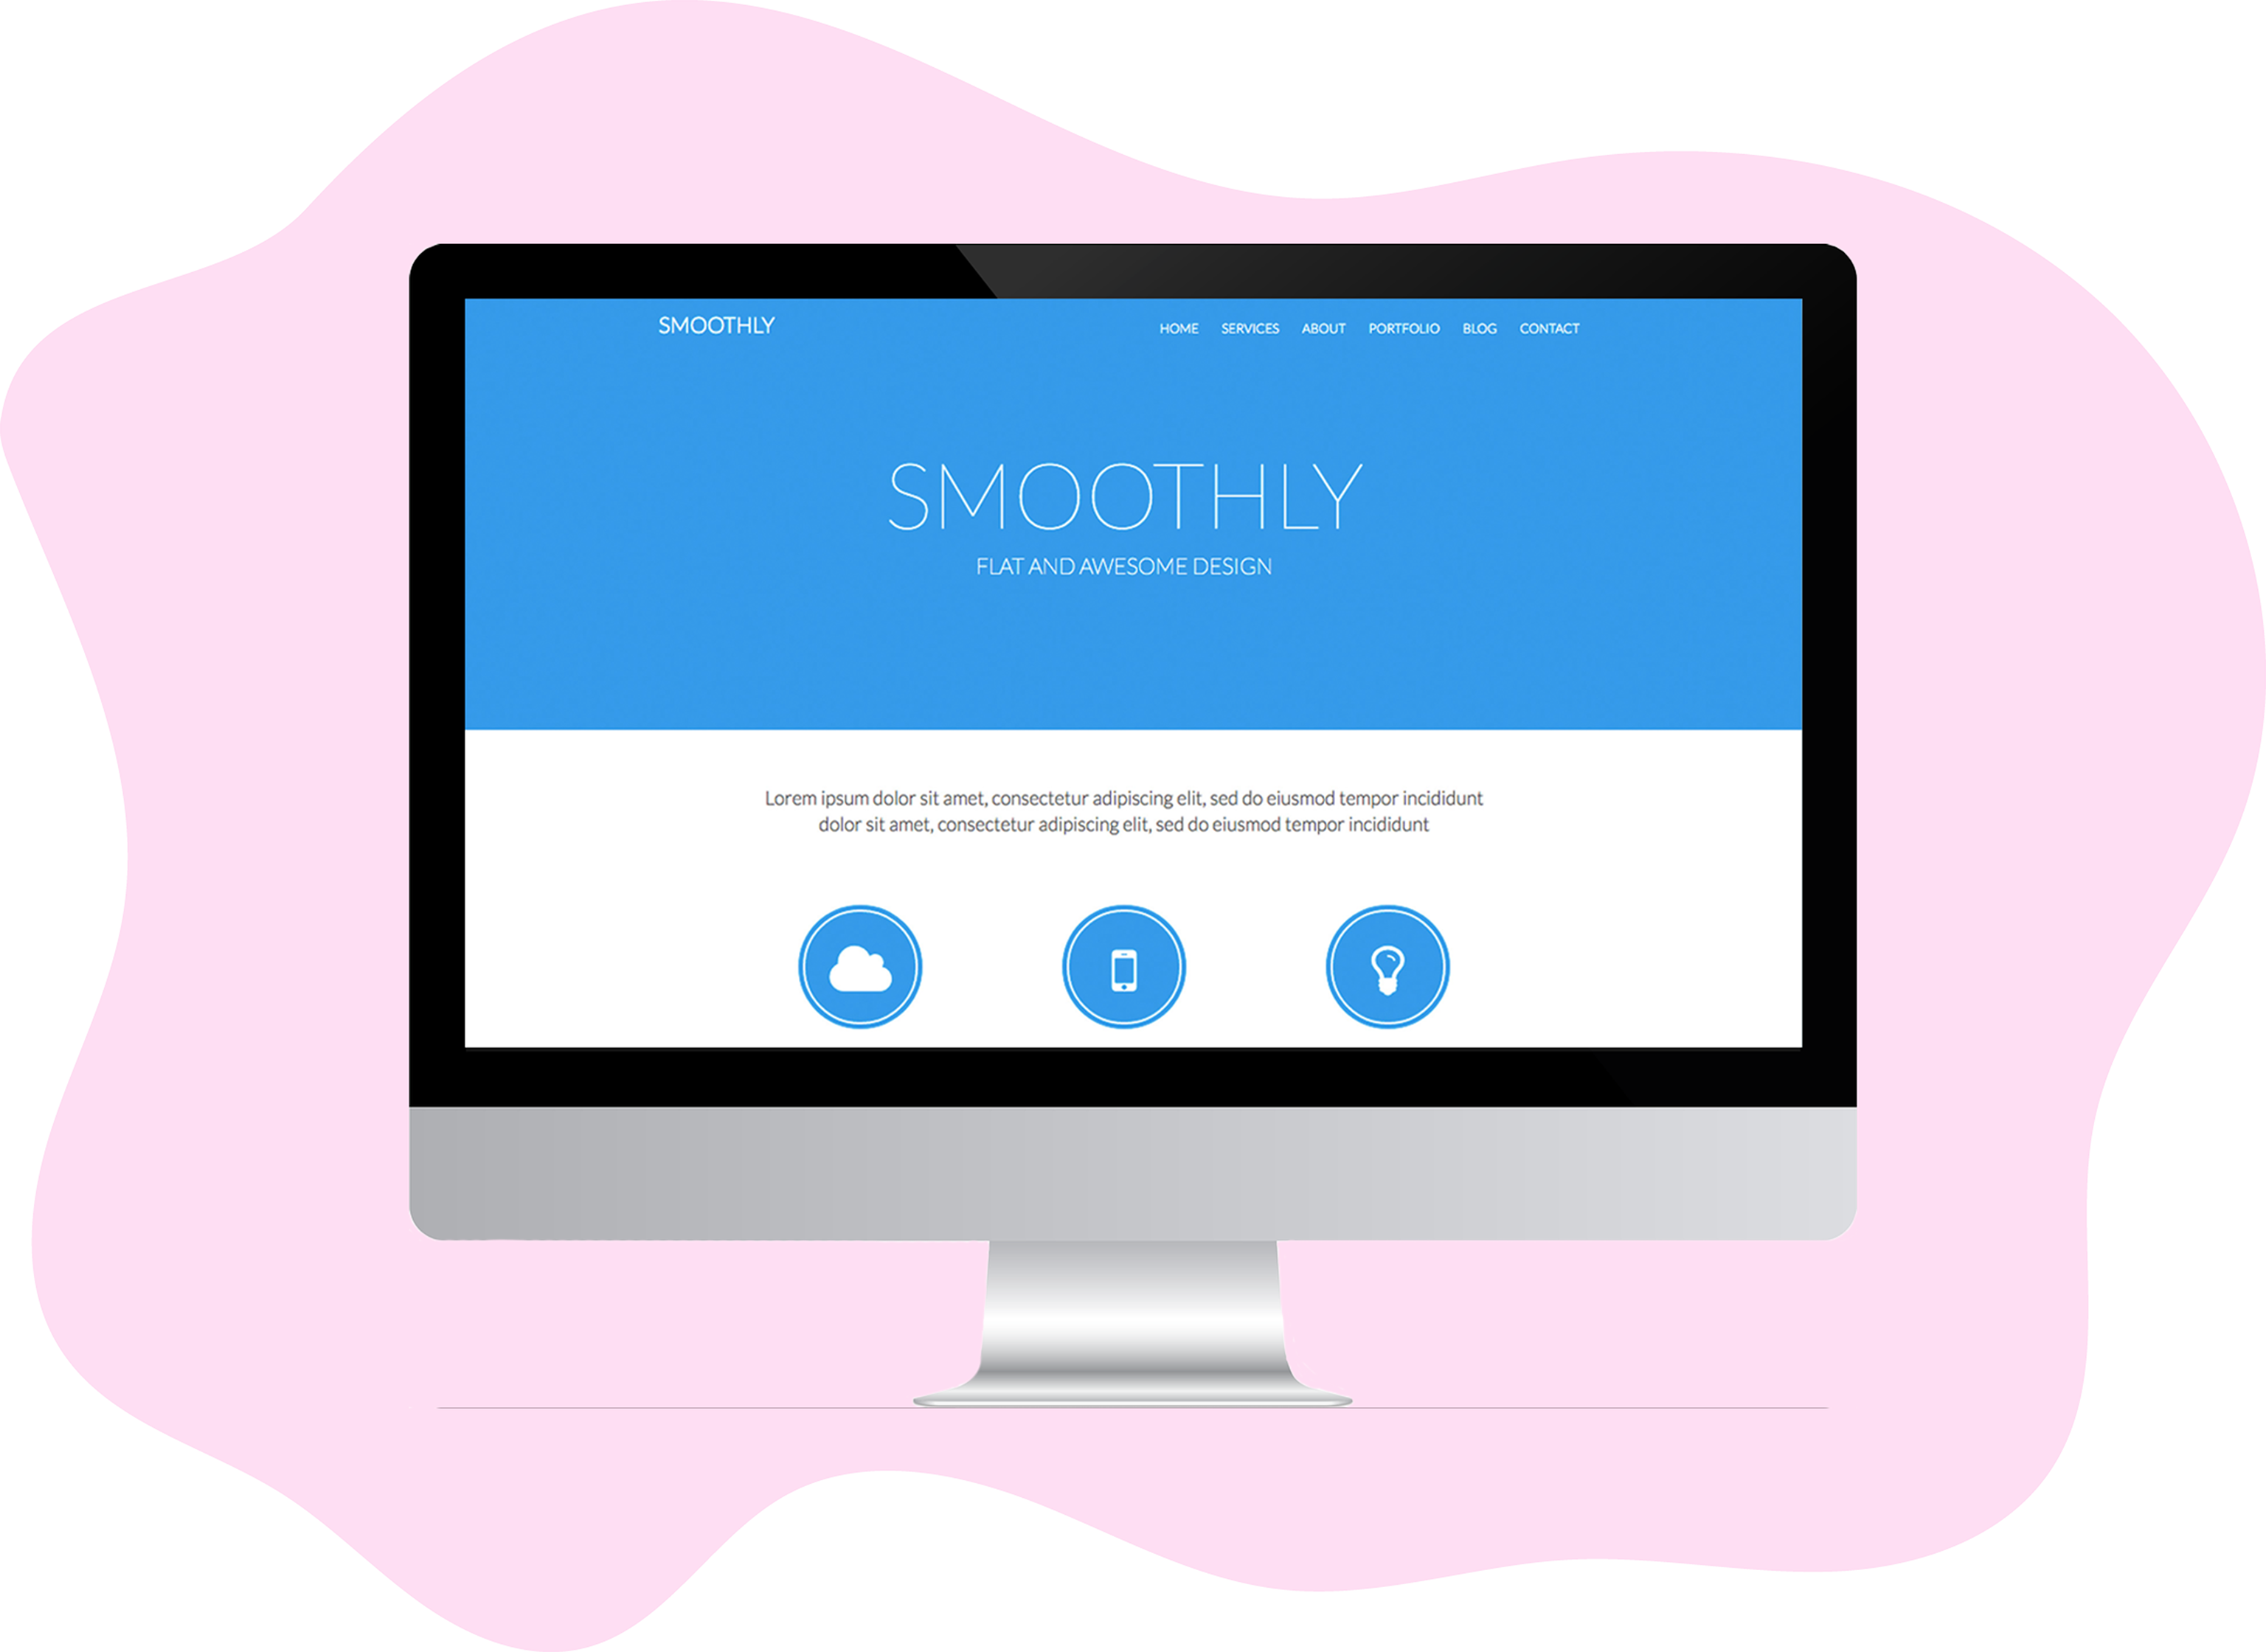 SMOOTHLY
HOME SERVICES ABOUT PORTFOLIO BLOG CONTACT
SMOOTHLY
FLAT AND AWESOME DESIGN
Lorem ipsum dolor sit amet, consectetur adipiscing elit, sed do eiusmod tempor incididunt
dolor sit amet, consectetur adipiscing elit, sed do eiusmod tempor incididunt